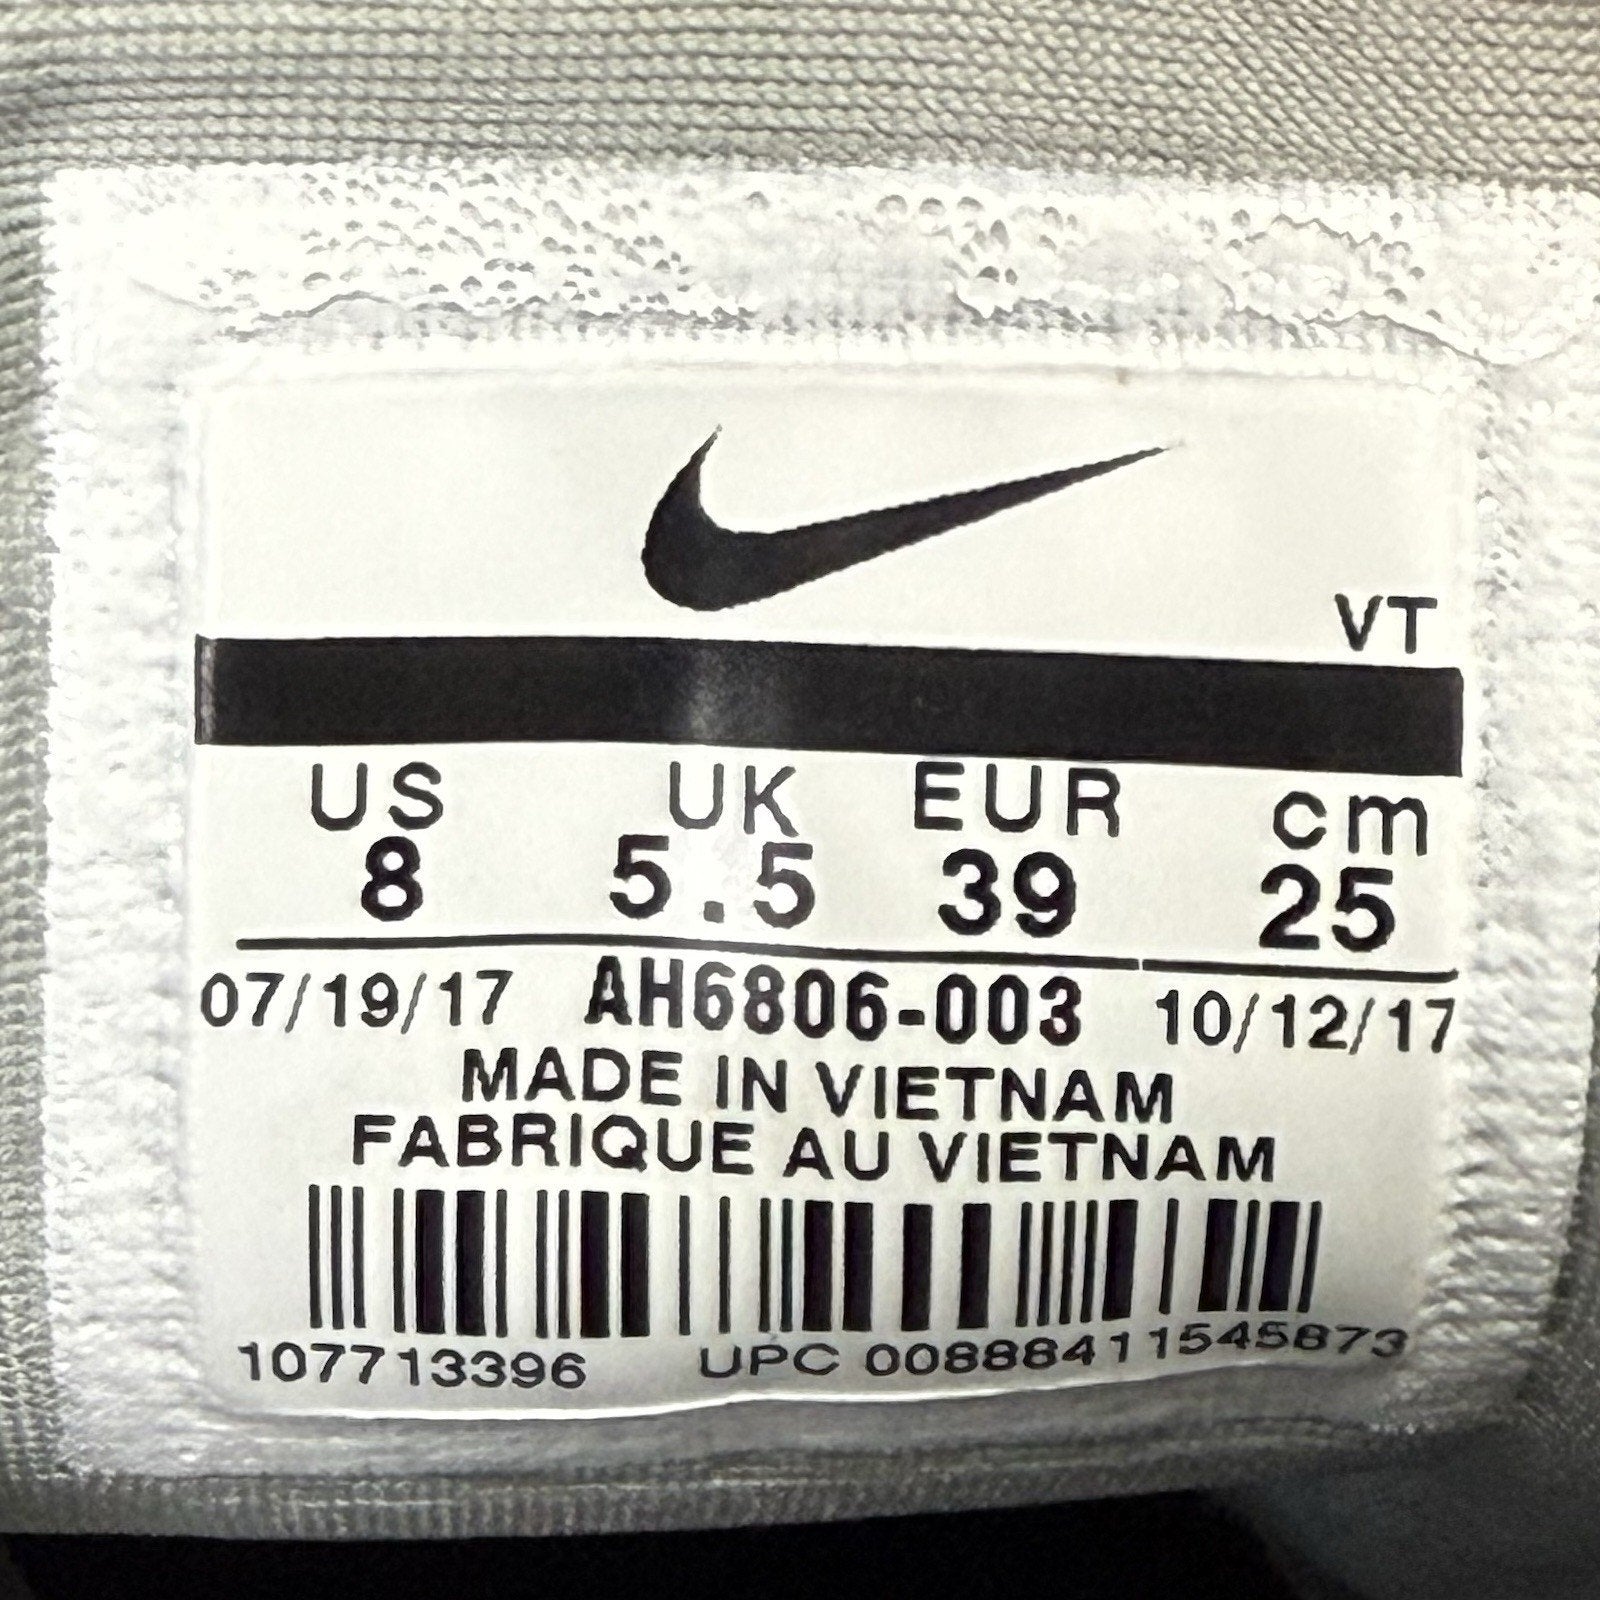 VT
US UK EUR cm
8 5.5 39 25
07/19/17 AH6806-003 10/12/17
MADE IN VIETNAM
FABRIQUE AU VIETNAM
107713396 UPC 00888411545873